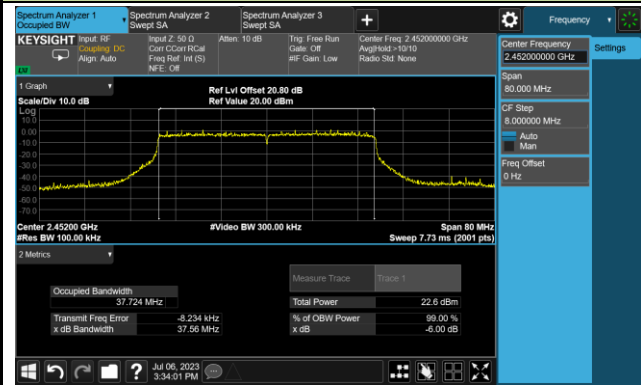 Spectrum Analyzer 1
Occupied BW
Spectrum Analyzer 2
Swept SA
Spectrum Analyzer 3
Swept SA
+
Frequency
KEYSIGHT
Input: RF
Coupling: DC
Align: Auto
Input Z: 50 Ω
Corr CCorr RCal
Freq Ref: Int (S)
NFE: Off
Atten: 10 dB
Trig: Free Run
Gate: Off
#IF Gain: Low
Center Freq: 2.452000000 GHz
Avg|Hold:>10/10
Radio Std: None
Center Frequency
2.452000000 GHz
Settings
Span
80.000 MHz
CF Step
8.000000 MHz
Auto
Man
Freq Offset
0 Hz
1 Graph
Scale/Div 10.0 dB
Ref Lvl Offset 20.80 dB
Ref Value 20.00 dBm
Log
10.0
0.00
-10.0
-20.0
-30.0
-40.0
-50.0
-60.0
-70.0
Center 2.45200 GHz
#Video BW 300.00 kHz
Span 80 MHz
#Res BW 100.00 kHz
Sweep 7.73 ms (2001 pts)
2 Metrics
Measure Trace
Trace 1
Occupied Bandwidth
37.724 MHz
Total Power
22.6 dBm
Transmit Freq Error
-8.234 kHz
% of OBW Power
99.00 %
x dB Bandwidth
37.56 MHz
x dB
-6.00 dB
?
Jul 06, 2023
3:34:01 PM